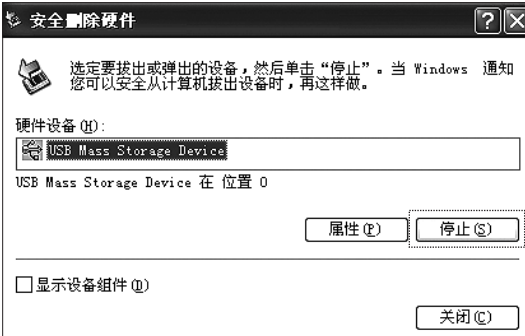 安全删除硬件
选定要拔出或弹出的设备，然后单击“停止”。当 Windows 通知
您可以安全从计算机拔出设备时，再这样做。
硬件设备(H):
USB Mass Storage Device
USB Mass Storage Device 在 位置 0
属性(P)
停止(S)
显示设备组件(D)
关闭(C)